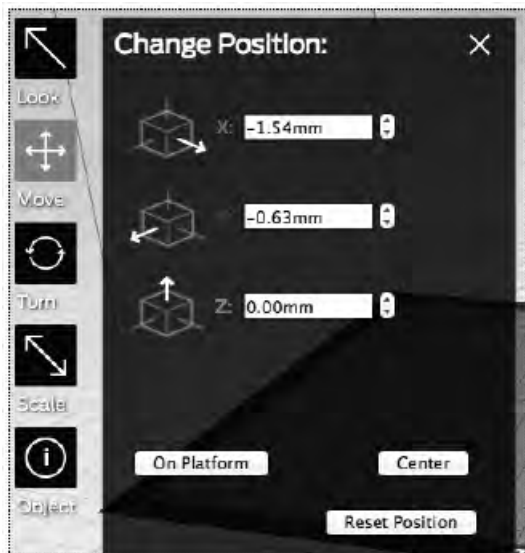 Change Position:
Look
X: -1.54mm
Move
-0.63mm
Turn
Z: 0.00mm
Scale
Object
On Platform
Center
Reset Position